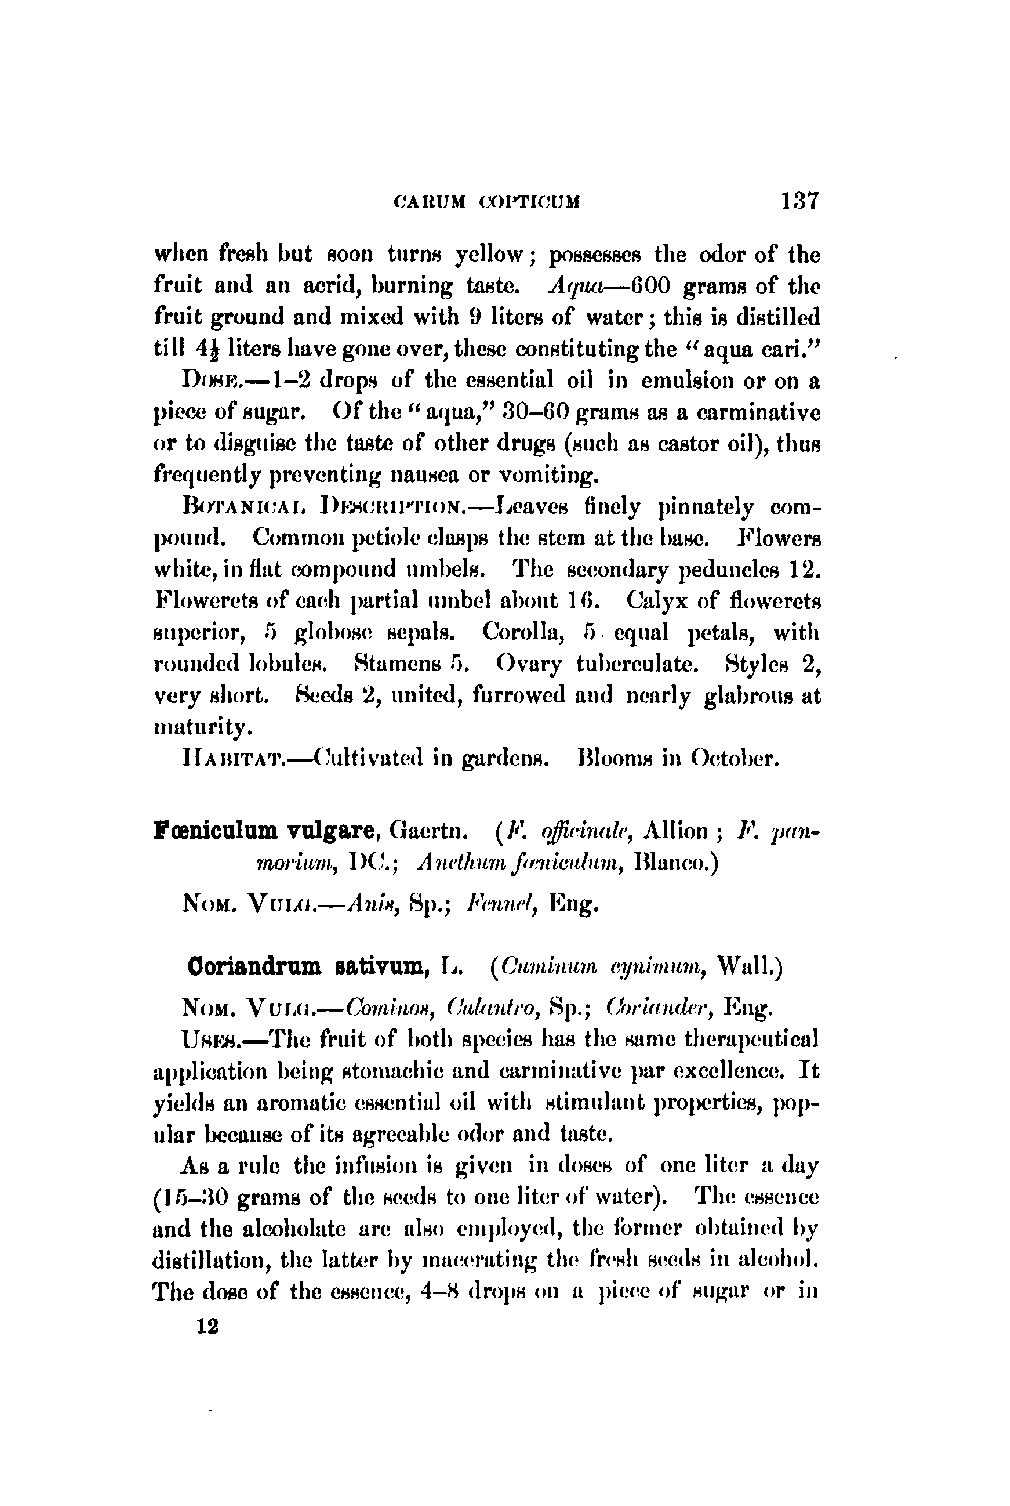 CARUM COPTICUM 137
when fresh but soon turns yellow; possesses the odor of the
fruit and an acrid, burning taste. Aqua—600 grams of the
fruit ground and mixed with 9 liters of water; this is distilled
till 4½ liters have gone over, these constituting the “aqua cari.”
DOSE.—1–2 drops of the essential oil in emulsion or on a
piece of sugar. Of the “aqua,” 30–60 grams as a carminative
or to disguise the taste of other drugs (such as castor oil), thus
frequently preventing nausea or vomiting.
BOTANICAL DESCRIPTION.—Leaves finely pinnately com-
pound. Common petiole clasps the stem at the base. Flowers
white, in flat compound umbels. The secondary peduncles 12.
Flowerets of each partial umbel about 16. Calyx of flowerets
superior, 5 globose sepals. Corolla, 5 equal petals, with
rounded lobules. Stamens 5. Ovary tuberculate. Styles 2,
very short. Seeds 2, united, furrowed and nearly glabrous at
maturity.
HABITAT.—Cultivated in gardens. Blooms in October.
Fœniculum vulgare, Gaertn. (F. officinale, Allion ; F. pan-
morium, DC.; Anethum fœniculum, Blanco.)
NOM. VULG.—Anis, Sp.; Fennel, Eng.
Coriandrum sativum, L. (Cuminum cynimum, Wall.)
NOM. VULG.—Cominos, Culantro, Sp.; Coriander, Eng.
USES.—The fruit of both species has the same therapeutical
application being stomachic and carminative par excellence. It
yields an aromatic essential oil with stimulant properties, pop-
ular because of its agreeable odor and taste.
As a rule the infusion is given in doses of one liter a day
(15–30 grams of the seeds to one liter of water). The essence
and the alcoholate are also employed, the former obtained by
distillation, the latter by macerating the fresh seeds in alcohol.
The dose of the essence, 4–8 drops on a piece of sugar or in
12